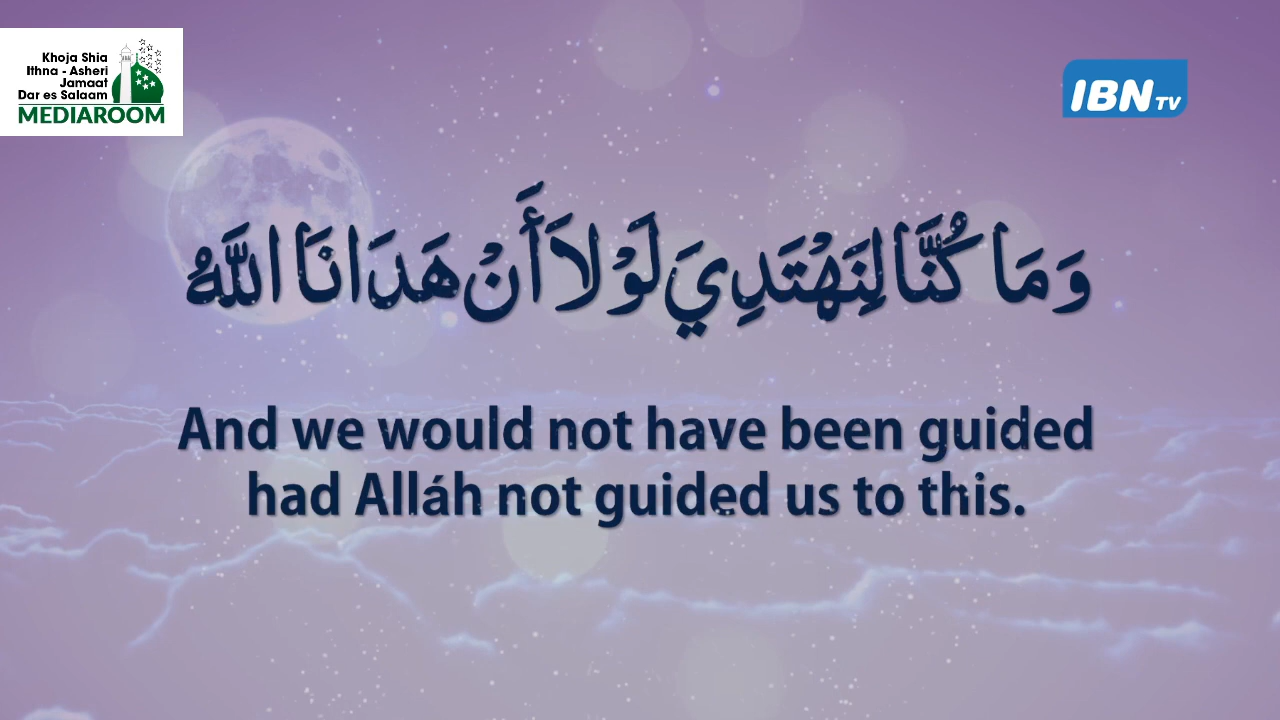 Khoja Shia
Ithna - Asheri
Jamaat
Dar es Salaam
MEDIAROOM
IBN TV
وَمَا كُنَّا لِنَهْتَدِيَ لَوْلاَ أَنْ هَدَانَا اللَّهُ
And we would not have been guided
had Alláh not guided us to this.